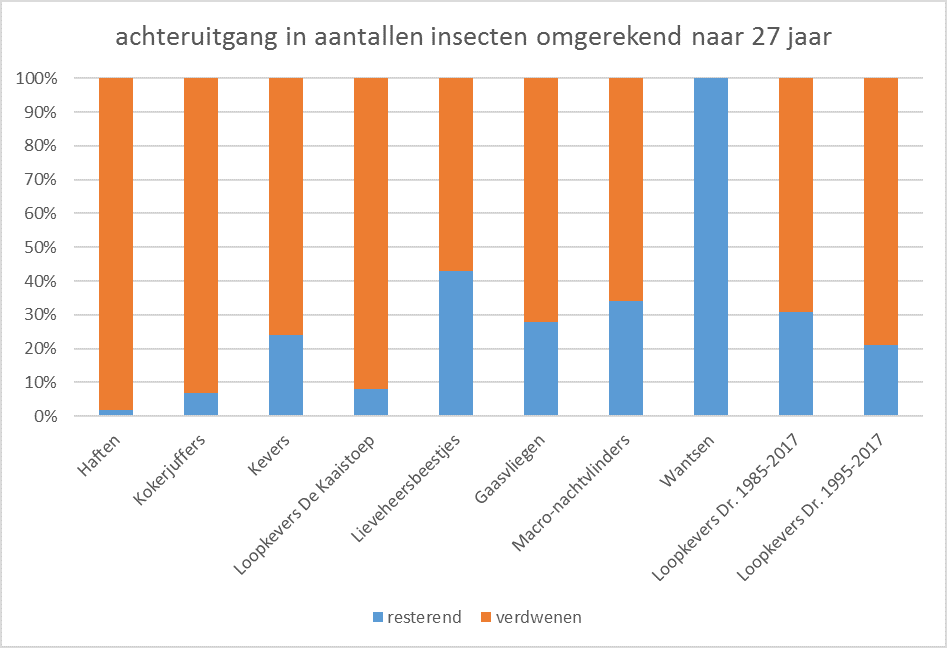 achteruitgang in aantallen insecten omgerekend naar 27 jaar
100%
90%
80%
70%
60%
50%
40%
30%
20%
10%
0%
Haften
Kokerjuffers
Kevers
Loopkevers De Kaaistoep
Lieveheersbeestjes
Gaasvliegen
Macro-nachtvlinders
Wantsen
Loopkevers Dr. 1985-2017
Loopkevers Dr. 1995-2017
resterend verdwenen